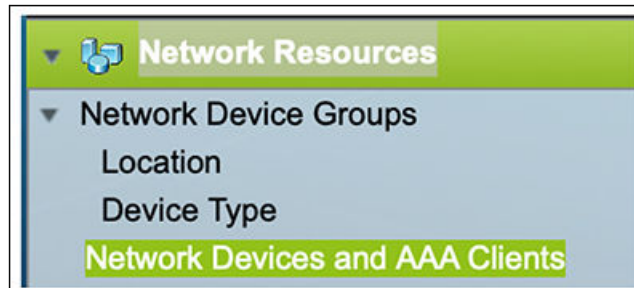 Network Resources
Network Device Groups
Location
Device Type
Network Devices and AAA Clients